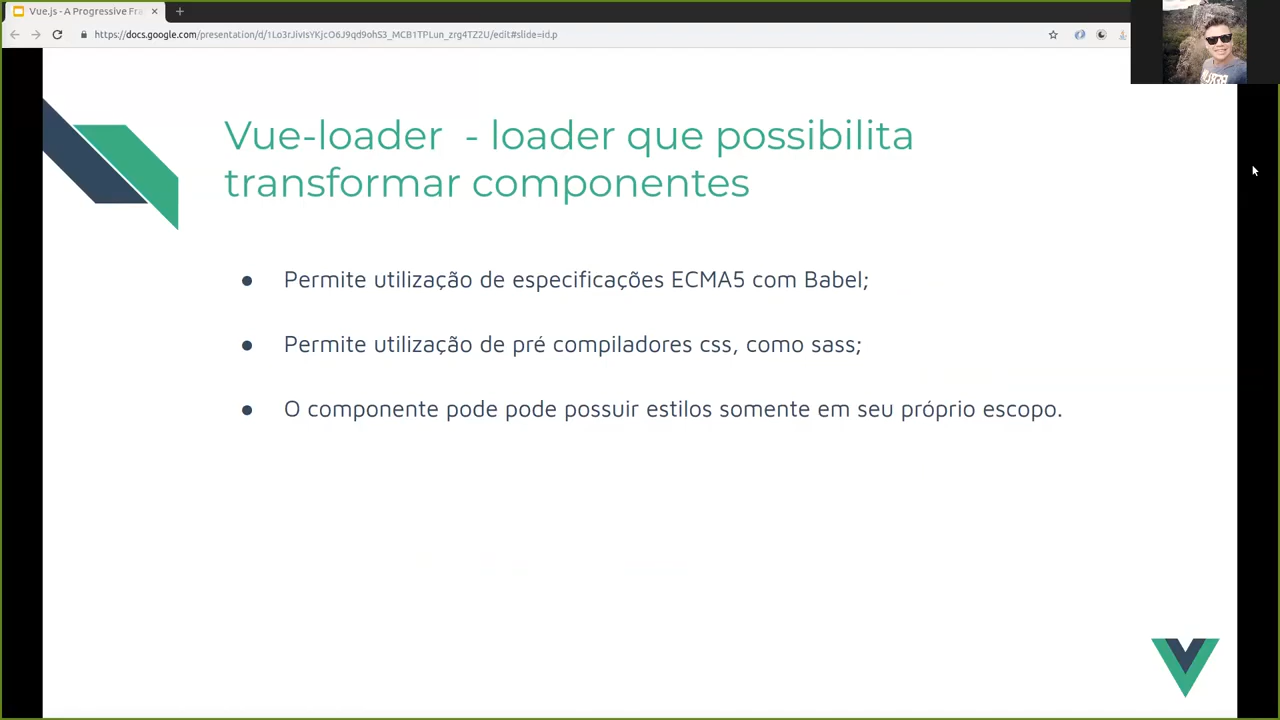 Vue.js - A Progressive Fra
https://docs.google.com/presentation/d/1Lo3rJivIsYKjcO6J9qd9ohS3_MCB1TPLun_zrg4TZ2U/edit#slide=id.p
Vue-loader - loader que possibilita
transformar componentes
● Permite utilização de especificações ECMA5 com Babel;
● Permite utilização de pré compiladores css, como sass;
● O componente pode pode possuir estilos somente em seu próprio escopo.